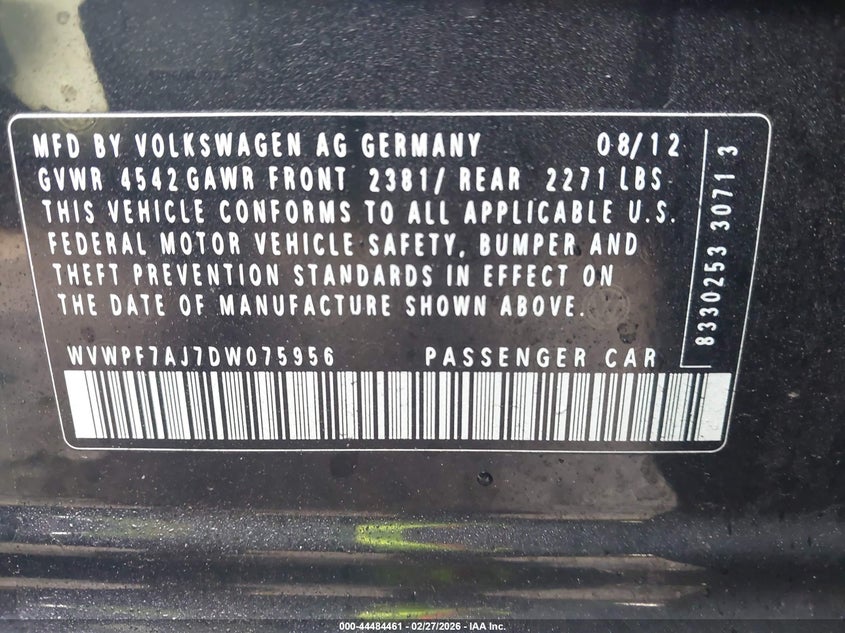 MFD BY VOLKSWAGEN AG GERMANY 08/12
GVWR 4542 GAWR FRONT 2381/ REAR 2271 LBS
THIS VEHICLE CONFORMS TO ALL APPLICABLE U.S.
FEDERAL MOTOR VEHICLE SAFETY, BUMPER AND
THEFT PREVENTION STANDARDS IN EFFECT ON
THE DATE OF MANUFACTURE SHOWN ABOVE.
WVWPF7AJ7DW075956 PASSENGER CAR
8330253 3071 3
000-44484461 - 02/27/2026 - IAA Inc.